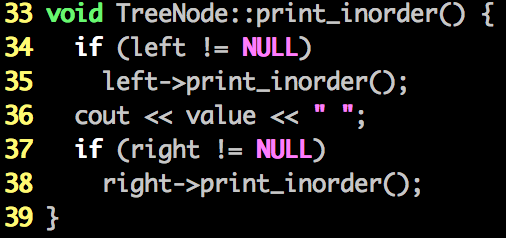 33 void TreeNode::print_inorder() {
34   if (left != NULL)
35     left->print_inorder();
36   cout << value << " ";
37   if (right != NULL)
38     right->print_inorder();
39 }